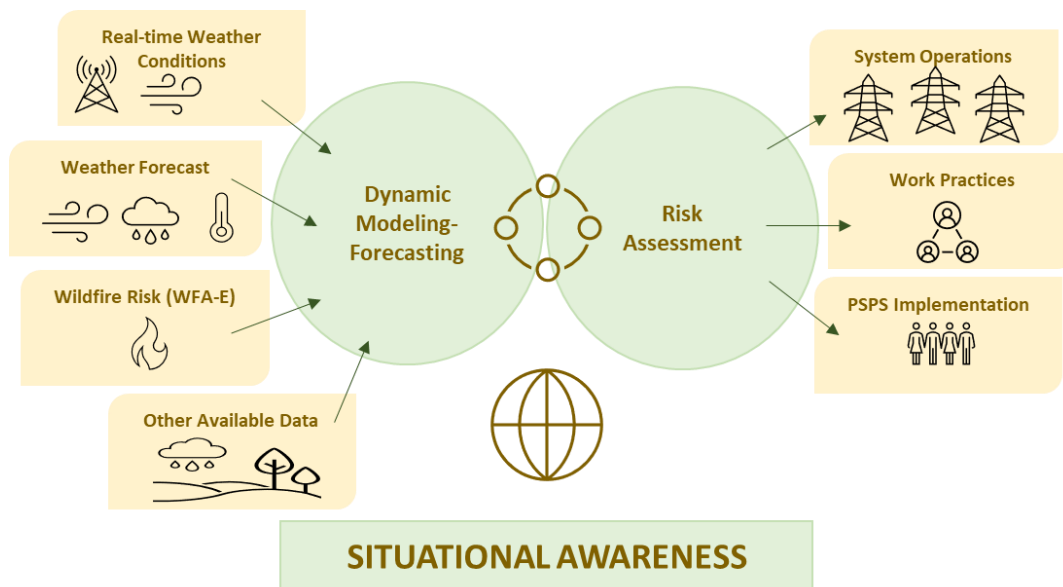 Real-time Weather
Conditions
Weather Forecast
Wildfire Risk (WFA-E)
Other Available Data
Dynamic
Modeling-
Forecasting
Risk
Assessment
System Operations
Work Practices
PSPS Implementation
SITUATIONAL AWARENESS